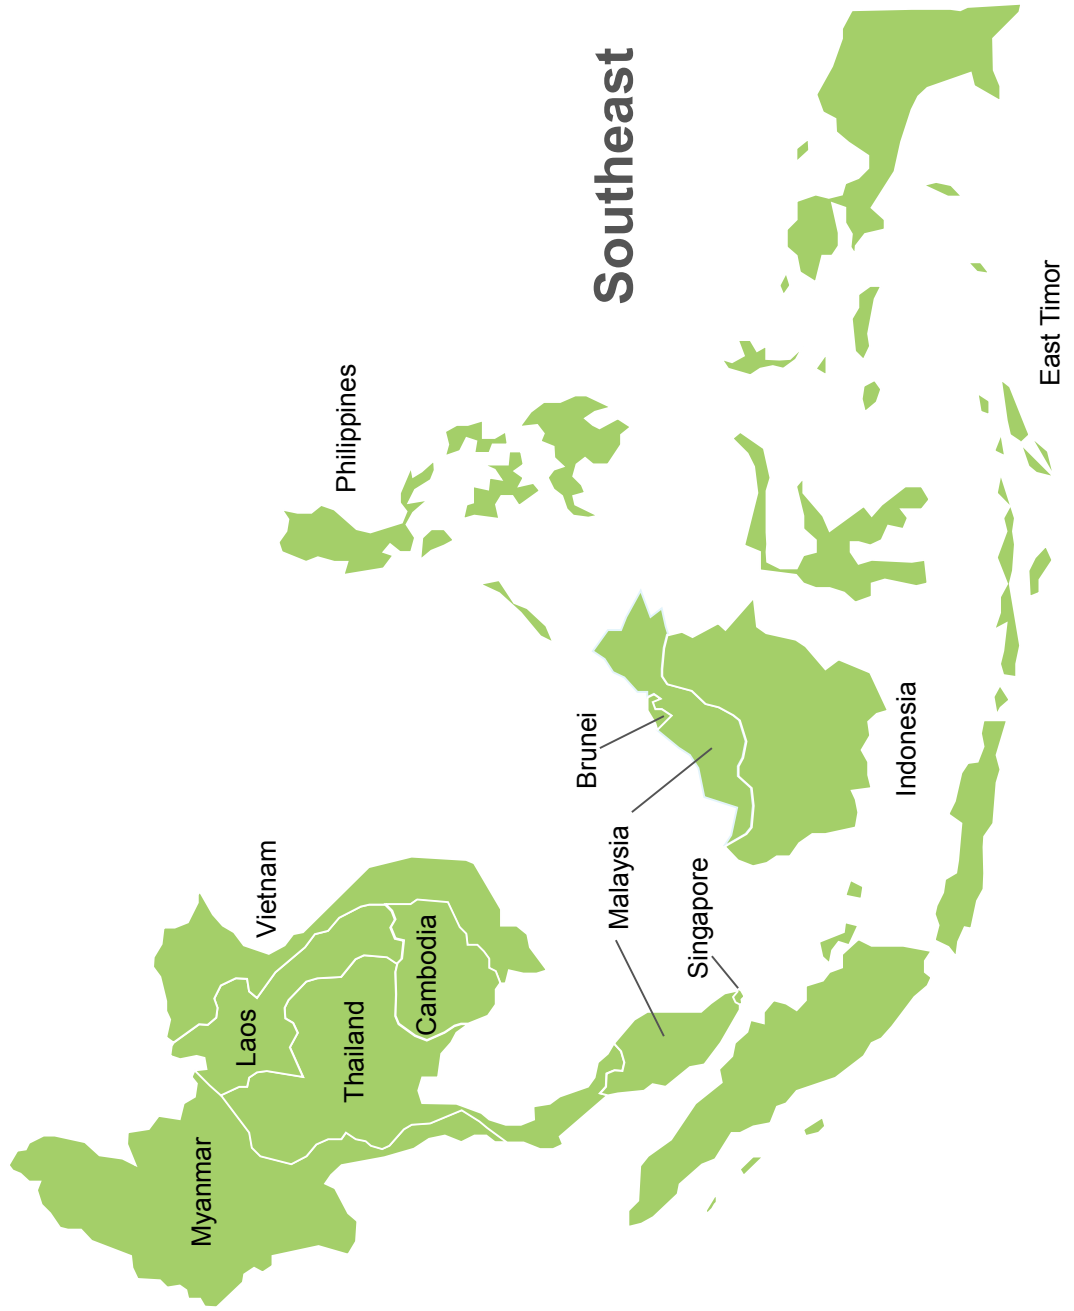 Myanmar
Laos
Vietnam
Thailand
Cambodia
Philippines
Southeast
Brunei
Malaysia
Singapore
Indonesia
East Timor